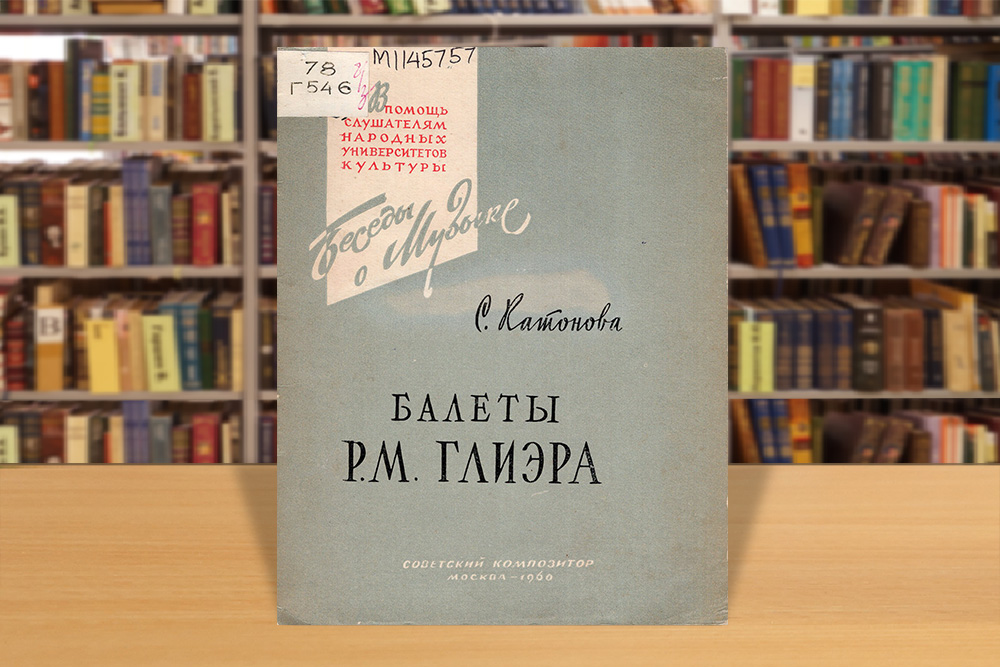 78
Г546
М1145757
В ПОМОЩЬ
СЛУШАТЕЛЯМ
НАРОДНЫХ
УНИВЕРСИТЕТОВ
КУЛЬТУРЫ
Беседы
о Музыке
С. Катонова
БАЛЕТЫ
Р.М. ГЛИЭРА
СОВЕТСКИЙ КОМПОЗИТОР
МОСКВА—1960